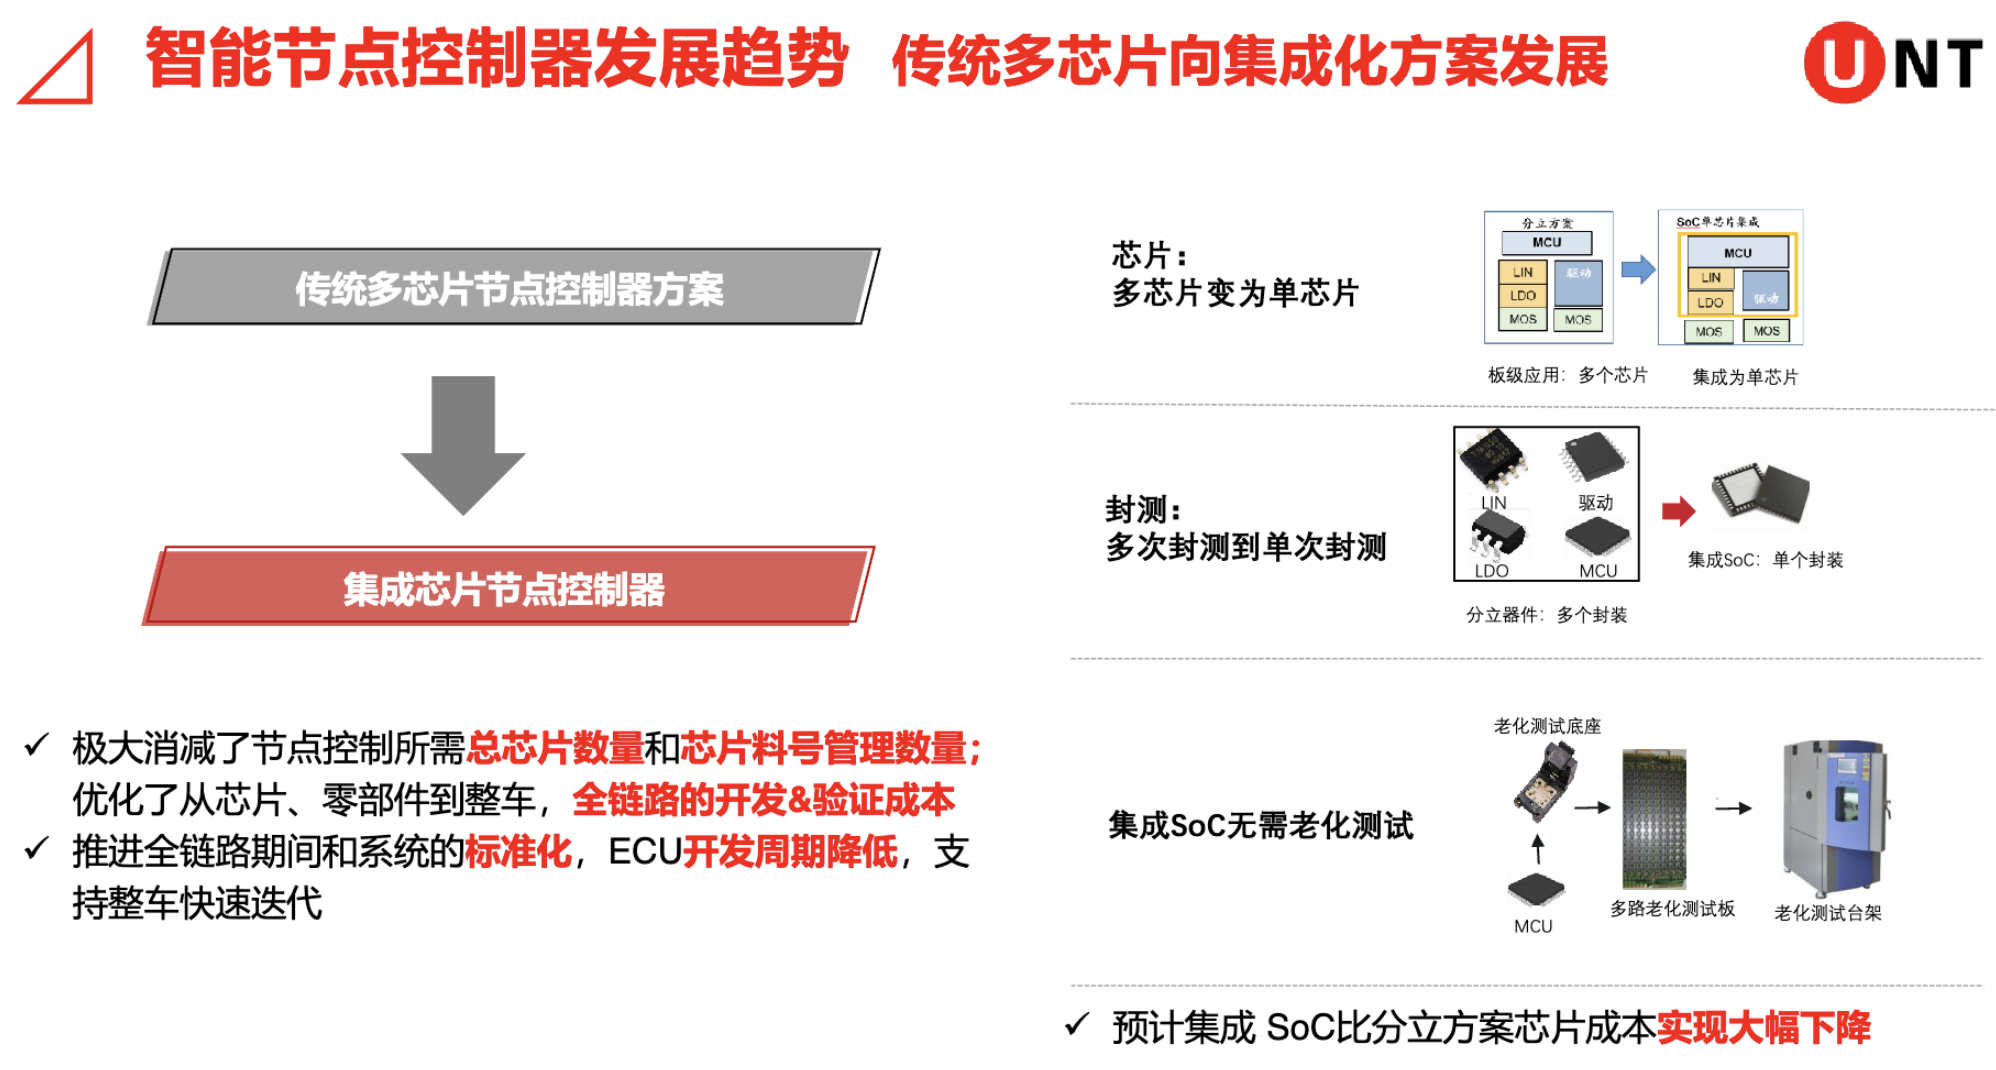 智能节点控制器发展趋势 传统多芯片向集成化方案发展
UNT
传统多芯片节点控制器方案
集成芯片节点控制器
✓ 极大消减了节点控制所需总芯片数量和芯片料号管理数量；
优化了从芯片、零部件到整车，全链路的开发&验证成本
✓ 推进全链路期间和系统的标准化，ECU开发周期降低，支
持整车快速迭代
芯片：
多芯片变为单芯片
分立方案
MCU
LIN
驱动
LDO
MOS
MOS
板级应用：多个芯片
SoC单芯片集成
MCU
LIN
LDO
驱动
MOS
MOS
集成为单芯片
封测：
多次封测到单次封测
LIN
驱动
LDO
MCU
分立器件：多个封装
集成SoC：单个封装
集成SoC无需老化测试
老化测试底座
MCU
多路老化测试板
老化测试台架
✓ 预计集成 SoC比分立方案芯片成本实现大幅下降